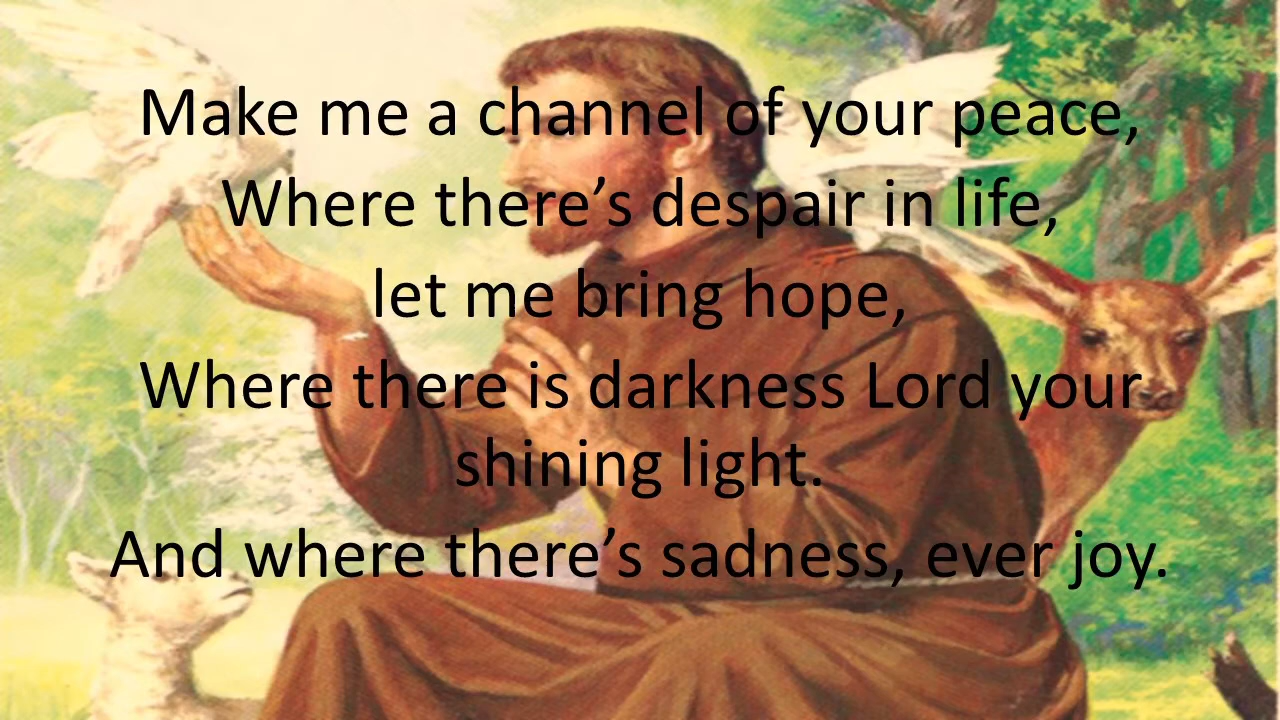 Make me a channel of your peace,
Where there’s despair in life,
let me bring hope,
Where there is darkness Lord your
shining light.
And where there’s sadness, ever joy.